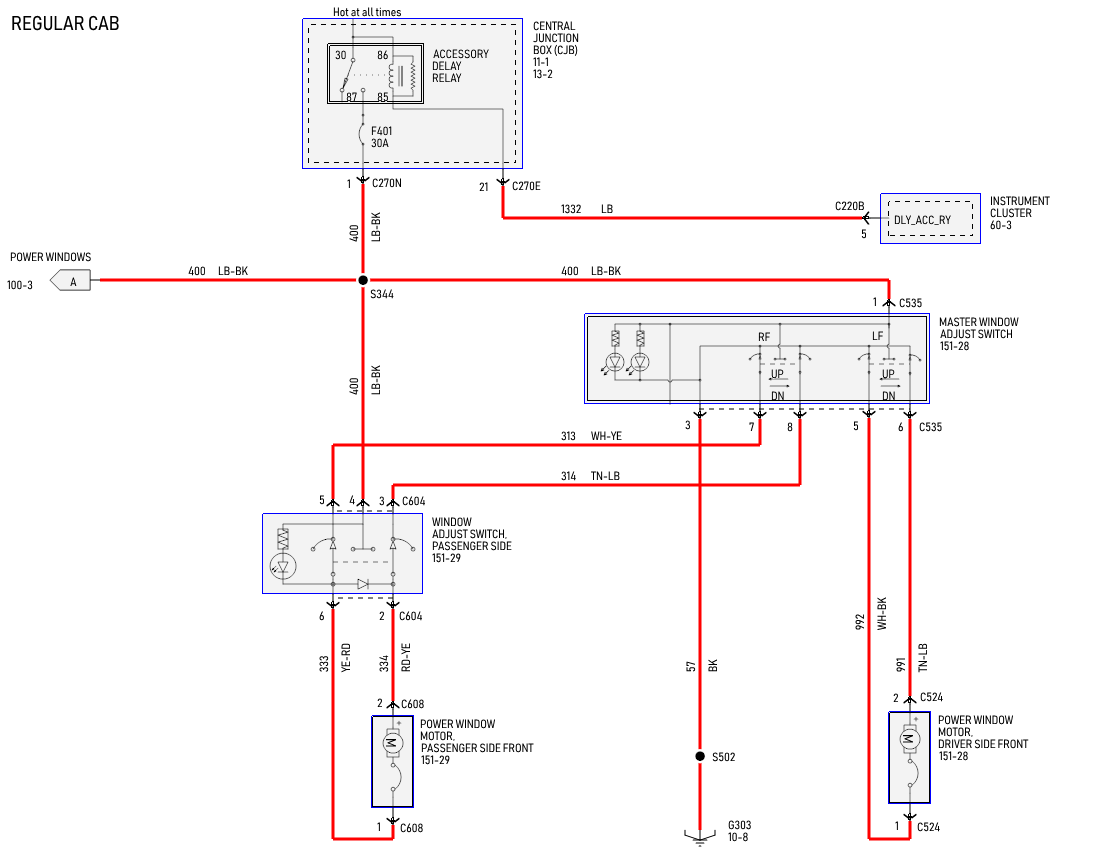 REGULAR CAB
Hot at all times
CENTRAL
JUNCTION
BOX (CJB)
11-1
13-2
30 86
87 85
ACCESSORY
DELAY
RELAY
F401
30A
1 C270N
21 C270E
1332 LB
C220B
5
DLY_ACC_RY
INSTRUMENT
CLUSTER
60-3
400 LB-BK
POWER WINDOWS
100-3
A
400 LB-BK
S344
400 LB-BK
1 C535
MASTER WINDOW
ADJUST SWITCH
151-28
RF
UP
DN
LF
UP
DN
3 7 8 5 6 C535
400 LB-BK
313 WH-YE
314 TN-LB
5 4 3 C604
WINDOW
ADJUST SWITCH,
PASSENGER SIDE
151-29
6 2 C604
333 YE-RD
334 RD-YE
57 BK
992 WH-BK
991 TN-LB
2 C608
+
M
POWER WINDOW
MOTOR,
PASSENGER SIDE FRONT
151-29
1 C608
S502
G303
10-8
2 C524
+
M
POWER WINDOW
MOTOR,
DRIVER SIDE FRONT
151-28
1 C524